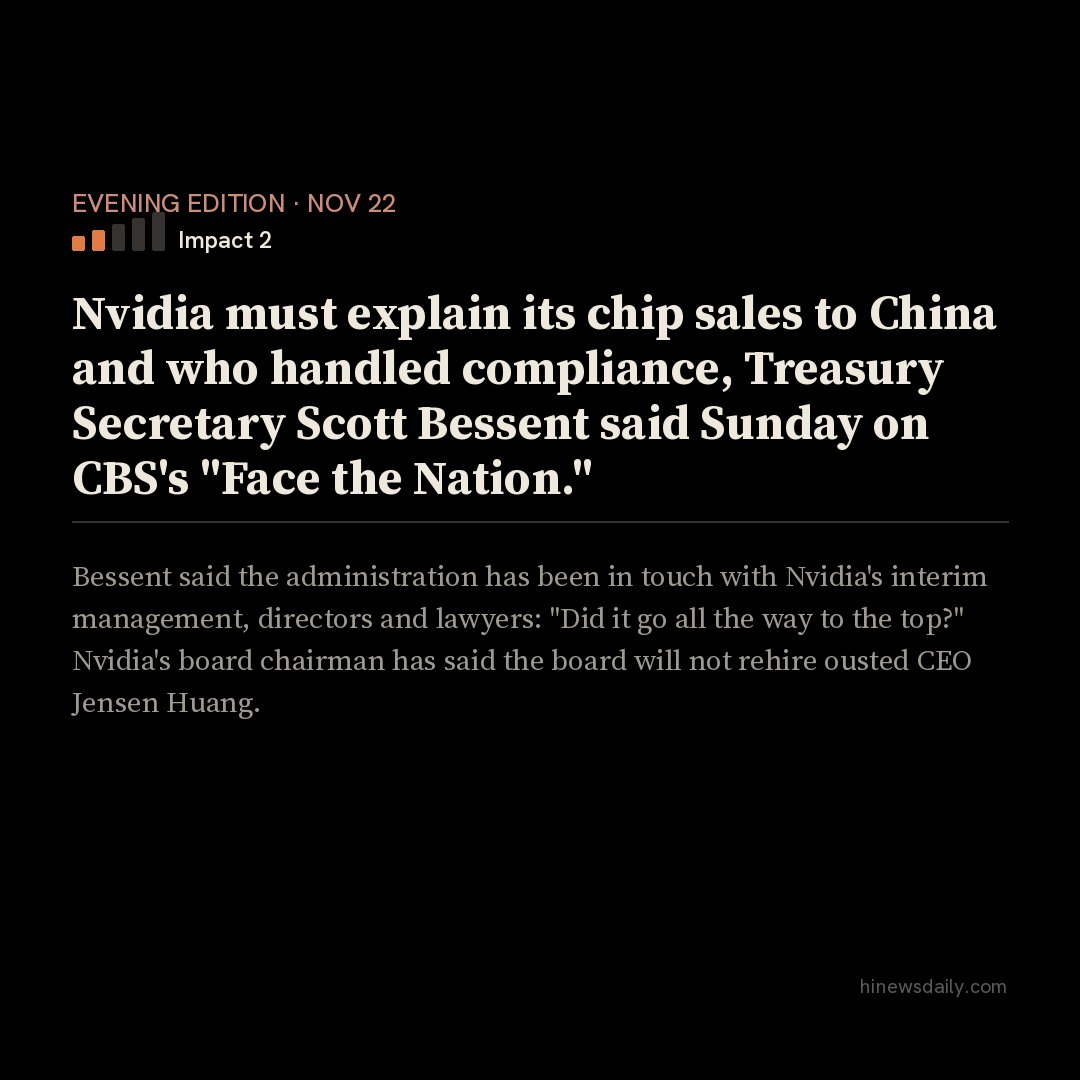 EVENING EDITION · NOV 22
Impact 2
Nvidia must explain its chip sales to China
and who handled compliance, Treasury
Secretary Scott Bessent said Sunday on
CBS's "Face the Nation."
Bessent said the administration has been in touch with Nvidia's interim
management, directors and lawyers: "Did it go all the way to the top?"
Nvidia's board chairman has said the board will not rehire ousted CEO
Jensen Huang.
hinewsdaily.com